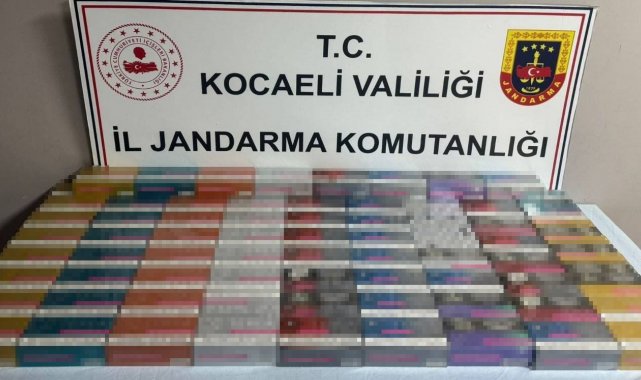 T.C.
KOCAELİ VALİLİĞİ
İL JANDARMA KOMUTANLIĞI
JANDARMA